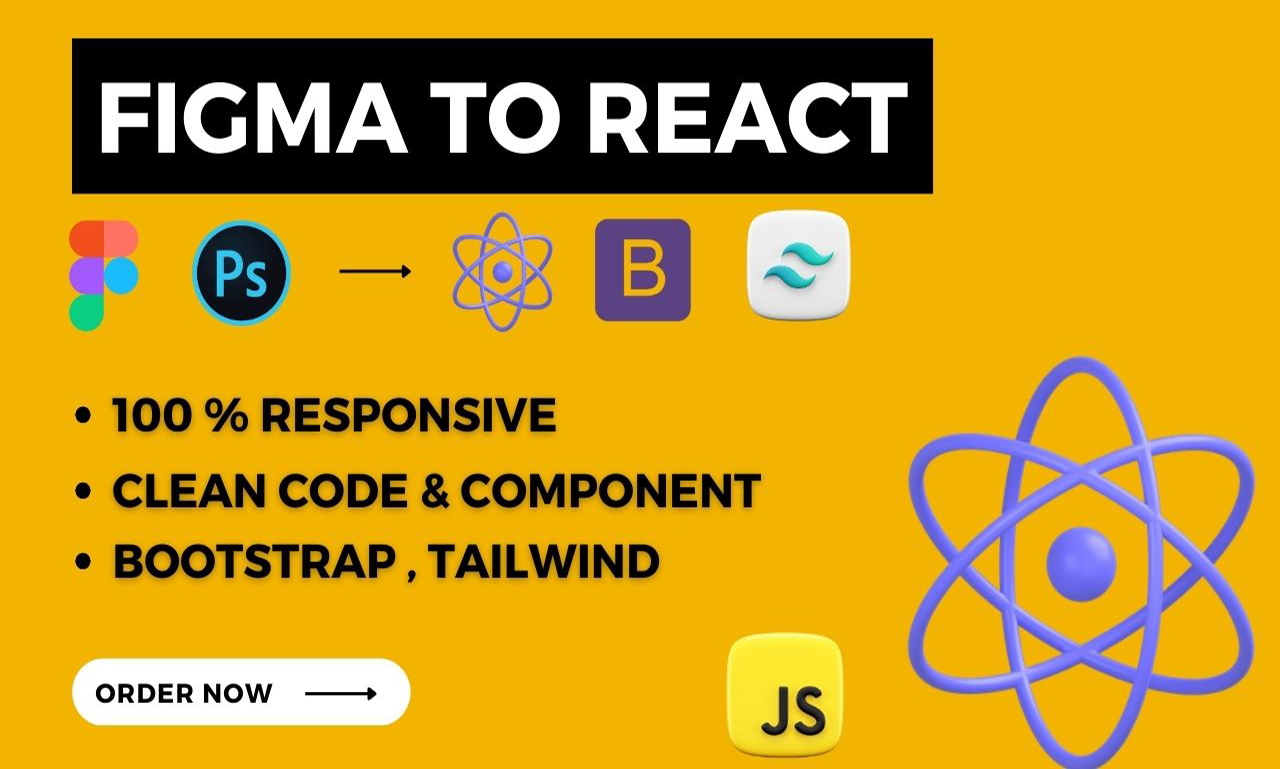 FIGMA TO REACT
Ps
B
100 % RESPONSIVE
CLEAN CODE & COMPONENT
BOOTSTRAP , TAILWIND
ORDER NOW
JS